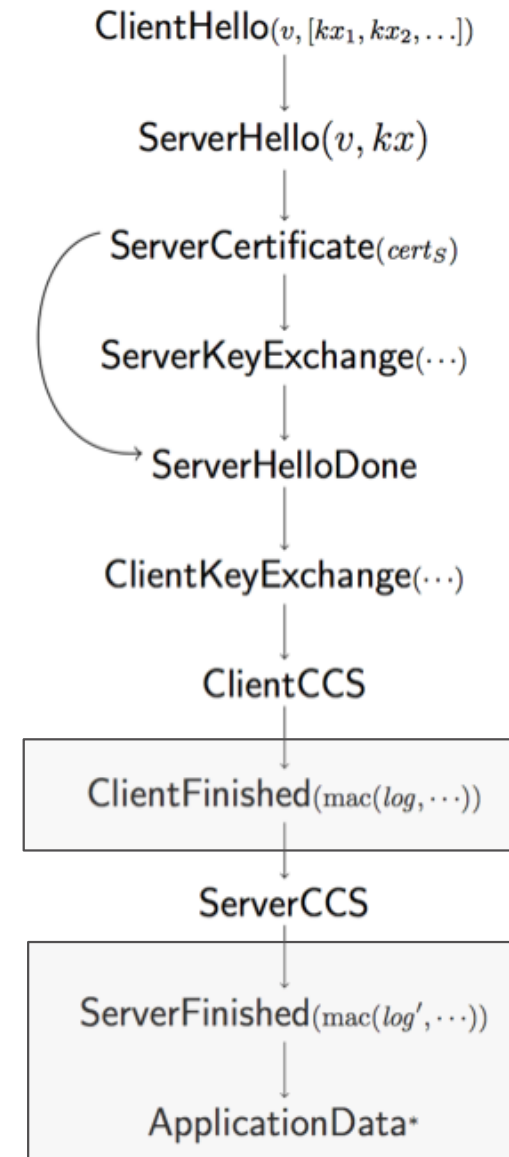 ClientHello(v, [kx₁, kx₂, …])
ServerHello(v, kx)
ServerCertificate(certₛ)
ServerKeyExchange(⋯)
ServerHelloDone
ClientKeyExchange(⋯)
ClientCCS
ClientFinished(mac(log, ⋯))
ServerCCS
ServerFinished(mac(log′, ⋯))
ApplicationData*